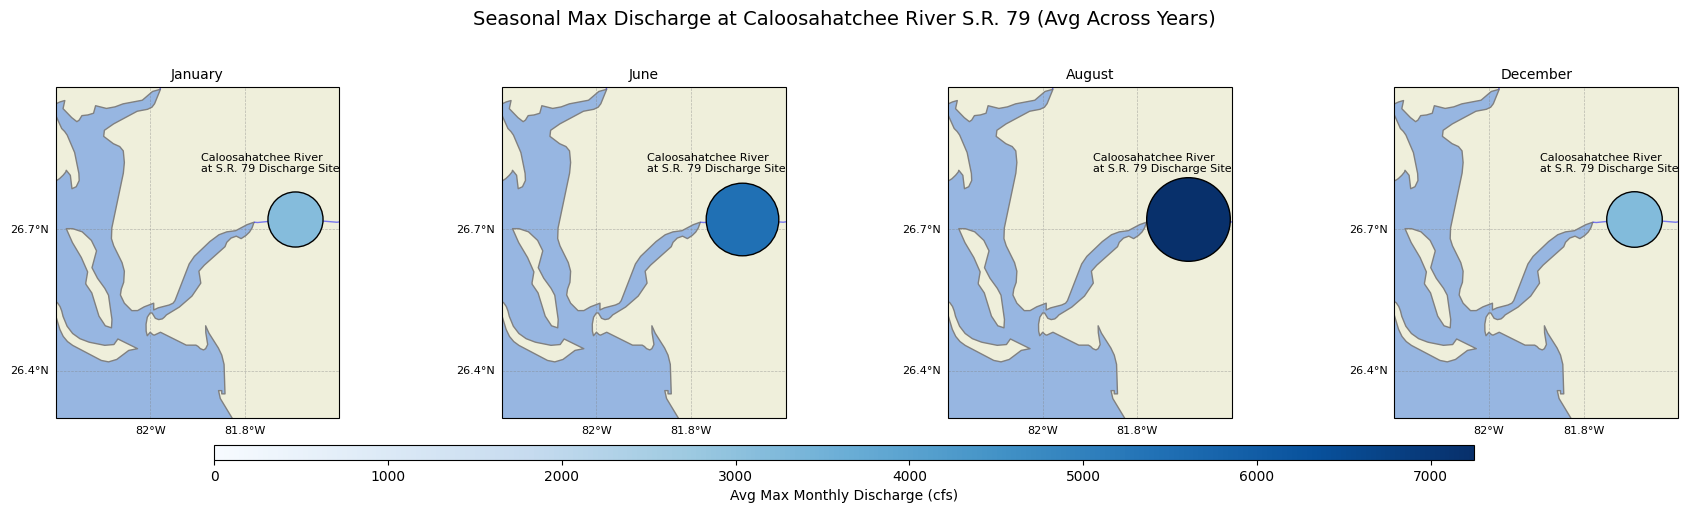 Seasonal Max Discharge at Caloosahatchee River S.R. 79 (Avg Across Years)
January
June
August
December
Caloosahatchee River
at S.R. 79 Discharge Site
Caloosahatchee River
at S.R. 79 Discharge Site
Caloosahatchee River
at S.R. 79 Discharge Site
Caloosahatchee River
at S.R. 79 Discharge Site
26.7°N
26.7°N
26.7°N
26.7°N
26.4°N
26.4°N
26.4°N
26.4°N
82°W 81.8°W
82°W 81.8°W
82°W 81.8°W
82°W 81.8°W
0 1000 2000 3000 4000 5000 6000 7000
Avg Max Monthly Discharge (cfs)